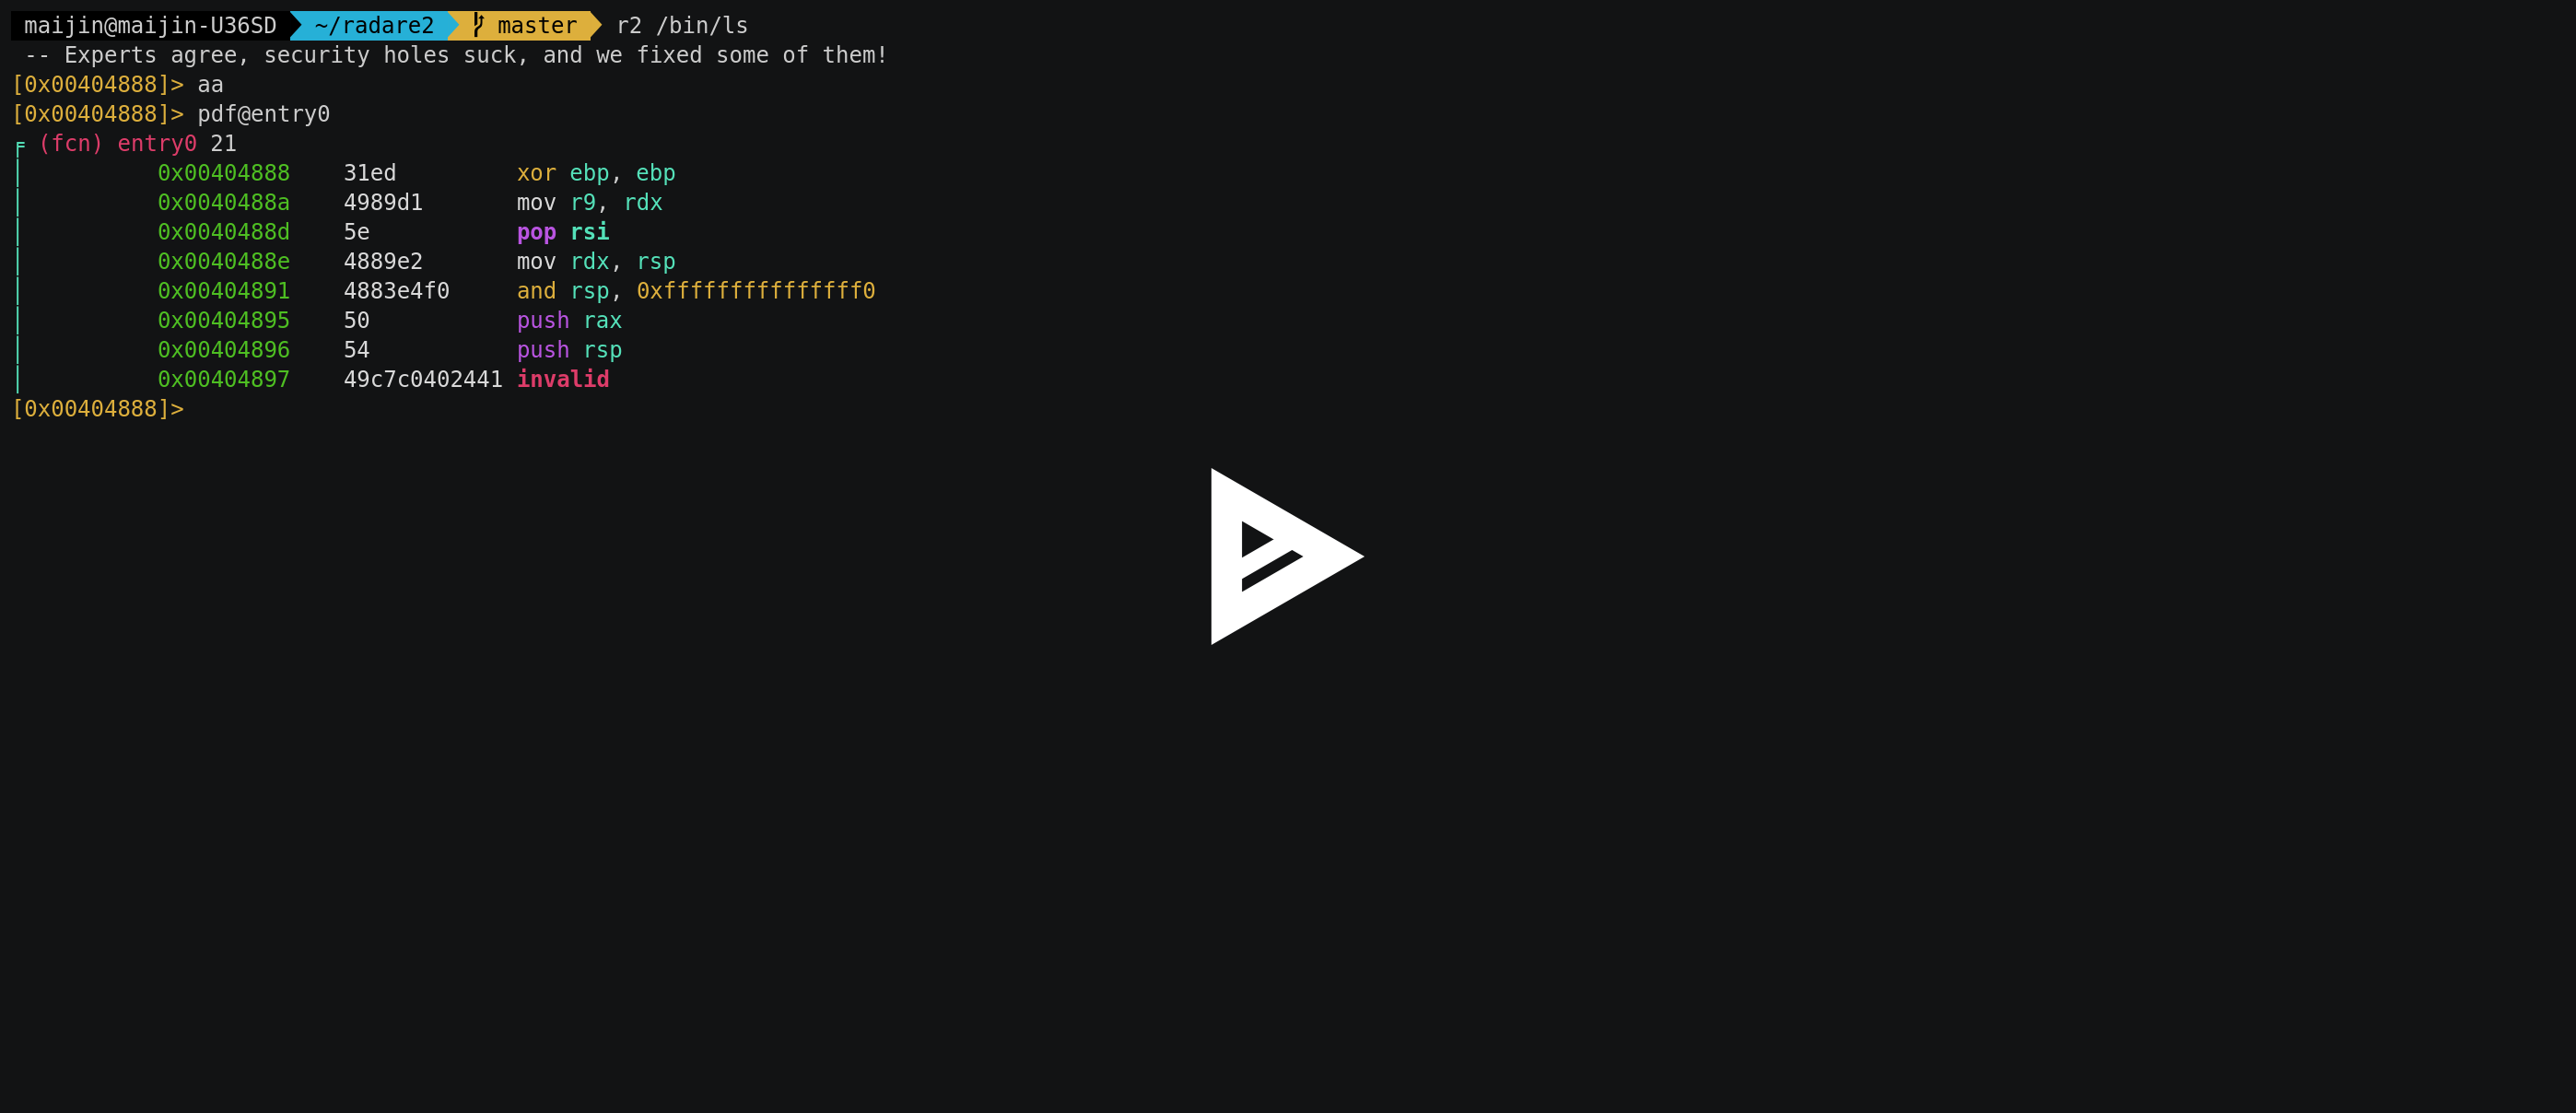 maijin@maijin-U36SD ~/radare2 master r2 /bin/ls
-- Experts agree, security holes suck, and we fixed some of them!
[0x00404888]> aa
[0x00404888]> pdf@entry0
╒ (fcn) entry0 21
│ 0x00404888 31ed xor ebp, ebp
│ 0x0040488a 4989d1 mov r9, rdx
│ 0x0040488d 5e pop rsi
│ 0x0040488e 4889e2 mov rdx, rsp
│ 0x00404891 4883e4f0 and rsp, 0xfffffffffffffff0
│ 0x00404895 50 push rax
│ 0x00404896 54 push rsp
│ 0x00404897 49c7c0402441 invalid
[0x00404888]>